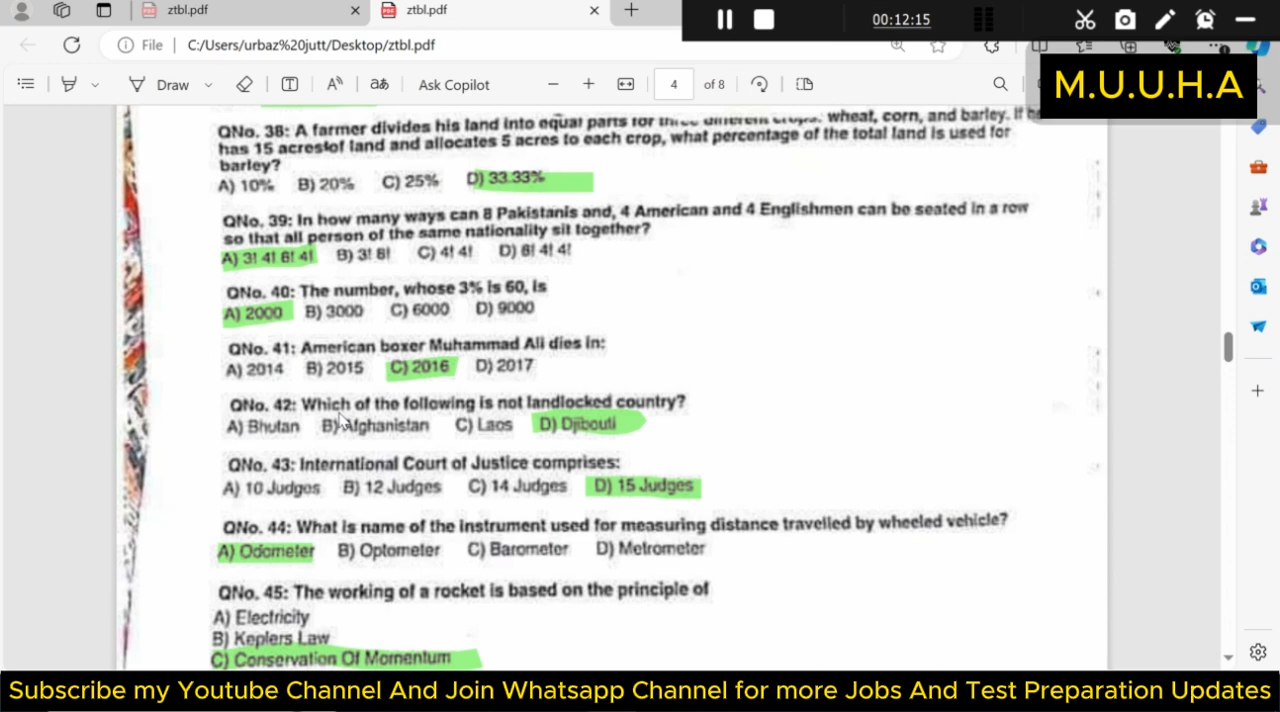 ztbl.pdf
ztbl.pdf
00:12:15
File C:/Users/urbaz%20jutt/Desktop/ztbl.pdf
Draw aあ Ask Copilot 4 of 8
M.U.U.H.A
QNo. 38: A farmer divides his land into equal parts for three different crops: wheat, corn, and barley. If he
has 15 acres of land and allocates 5 acres to each crop, what percentage of the total land is used for
barley?
A) 10% B) 20% C) 25% D) 33.33%
QNo. 39: In how many ways can 8 Pakistanis and, 4 American and 4 Englishmen can be seated in a row
so that all person of the same nationality sit together?
A) 3! 4! 8! 4! B) 3! 8! C) 4! 4! D) 8! 4! 4!
QNo. 40: The number, whose 3% is 60, is
A) 2000 B) 3000 C) 6000 D) 9000
QNo. 41: American boxer Muhammad Ali dies in:
A) 2014 B) 2015 C) 2016 D) 2017
QNo. 42: Which of the following is not landlocked country?
A) Bhutan B) Afghanistan C) Laos D) Djibouti
QNo. 43: International Court of Justice comprises:
A) 10 Judges B) 12 Judges C) 14 Judges D) 15 Judges
QNo. 44: What is name of the instrument used for measuring distance travelled by wheeled vehicle?
A) Odometer B) Optometer C) Barometer D) Metrometer
QNo. 45: The working of a rocket is based on the principle of
A) Electricity
B) Keplers Law
C) Conservation Of Momentum
Subscribe my Youtube Channel And Join Whatsapp Channel for more Jobs And Test Preparation Updates